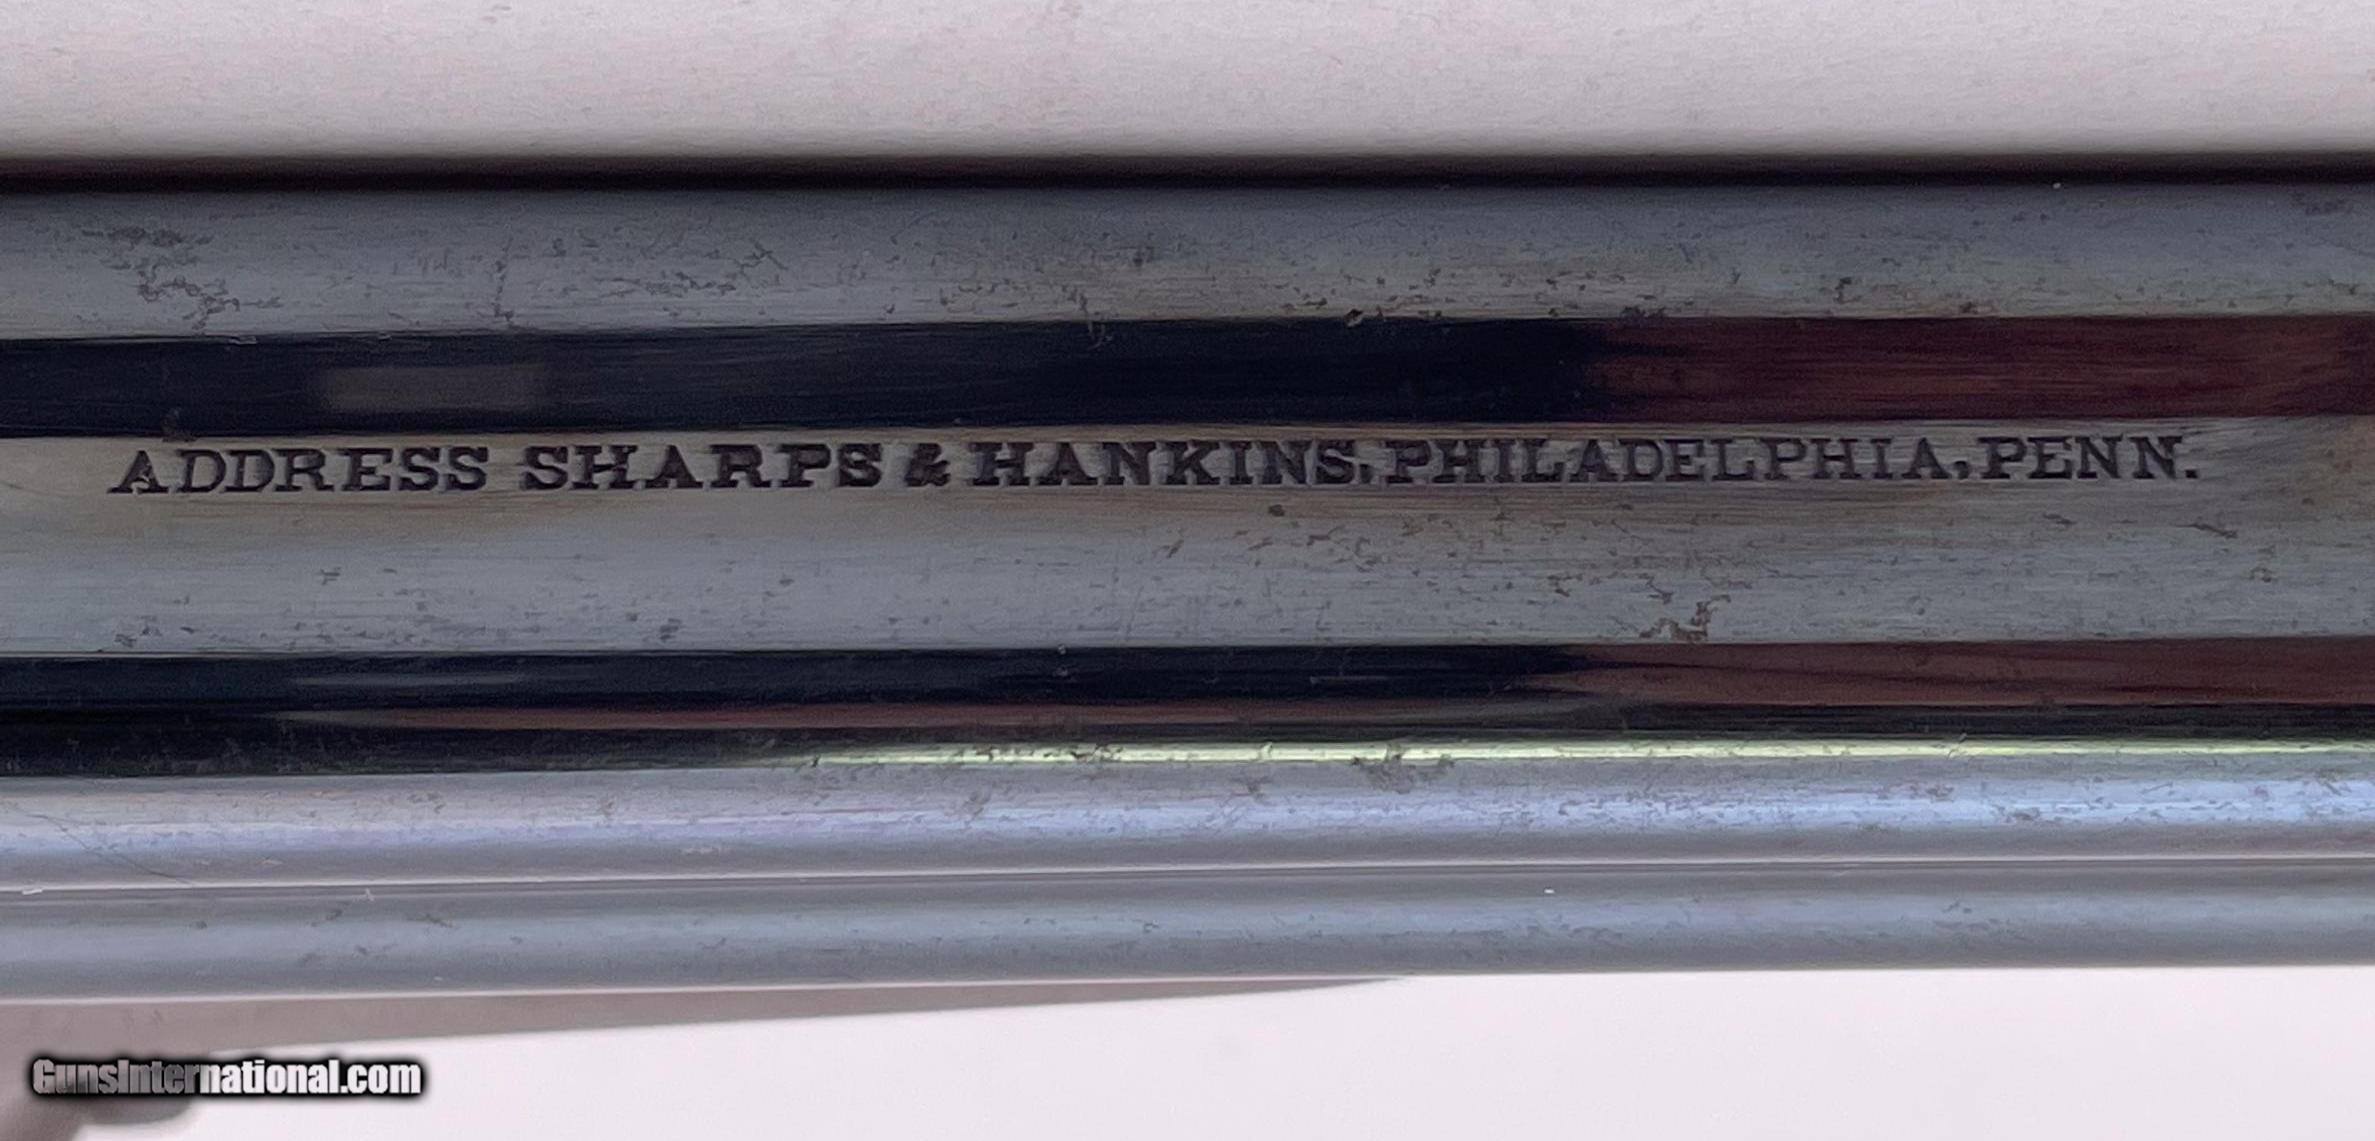 ADDRESS SHARPS & HANKINS, PHILADELPHIA, PENN.
GunsInternational.com